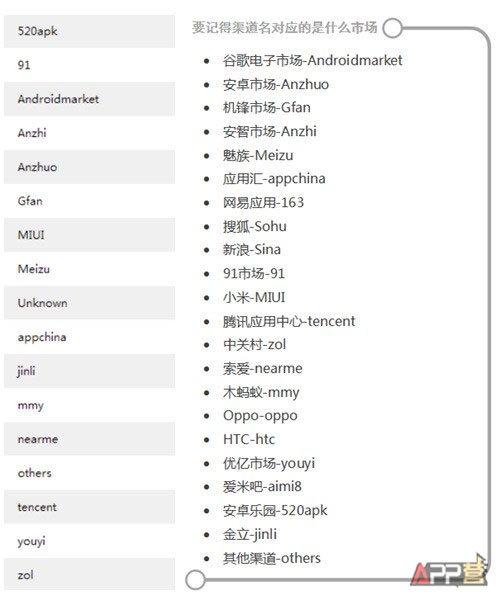 520apk
91
Androidmarket
Anzhi
Anzhuo
Gfan
MIUI
Meizu
Unknown
appchina
jinli
mmy
nearme
others
tencent
youyi
zol
要记得渠道名对应的是什么市场
谷歌电子市场-Androidmarket
安卓市场-Anzhuo
机锋市场-Gfan
安智市场-Anzhi
魅族-Meizu
应用汇-appchina
网易应用-163
搜狐-Sohu
新浪-Sina
91市场-91
小米-MIUI
腾讯应用中心-tencent
中关村-zol
索爱-nearme
木蚂蚁-mmy
Oppo-oppo
HTC-htc
优亿市场-youyi
爱米吧-aimi8
安卓乐园-520apk
金立-jinli
其他渠道-others
APP营